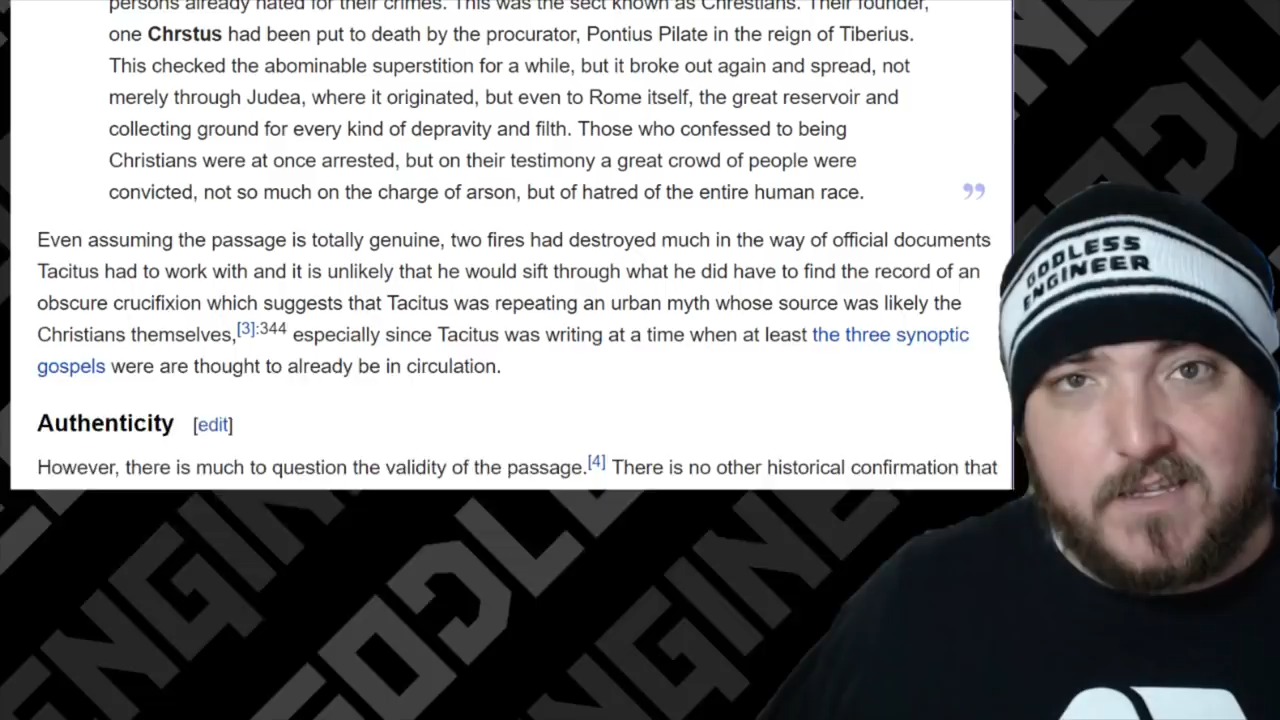 persons already hated for their crimes. This was the sect known as Chrestians. Their founder,
one Chrstus had been put to death by the procurator, Pontius Pilate in the reign of Tiberius.
This checked the abominable superstition for a while, but it broke out again and spread, not
merely through Judea, where it originated, but even to Rome itself, the great reservoir and
collecting ground for every kind of depravity and filth. Those who confessed to being
Christians were at once arrested, but on their testimony a great crowd of people were
convicted, not so much on the charge of arson, but of hatred of the entire human race. ”
Even assuming the passage is totally genuine, two fires had destroyed much in the way of official documents
Tacitus had to work with and it is unlikely that he would sift through what he did have to find the record of an
obscure crucifixion which suggests that Tacitus was repeating an urban myth whose source was likely the
Christians themselves,[3]:344 especially since Tacitus was writing at a time when at least the three synoptic
gospels were are thought to already be in circulation.
Authenticity [edit]
However, there is much to question the validity of the passage.[4] There is no other historical confirmation that
GODLESS
ENGINEER